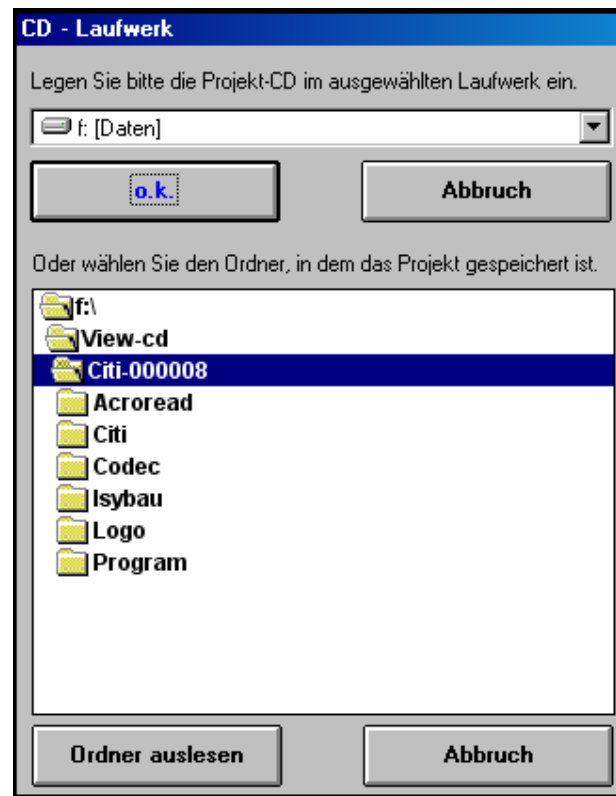 CD - Laufwerk
Legen Sie bitte die Projekt-CD im ausgewählten Laufwerk ein.
f: [Daten]
o.k. Abbruch
Oder wählen Sie den Ordner, in dem das Projekt gespeichert ist.
f:\
View-cd
Citi-000008
Acroread
Citi
Codec
Isybau
Logo
Program
Ordner auslesen Abbruch